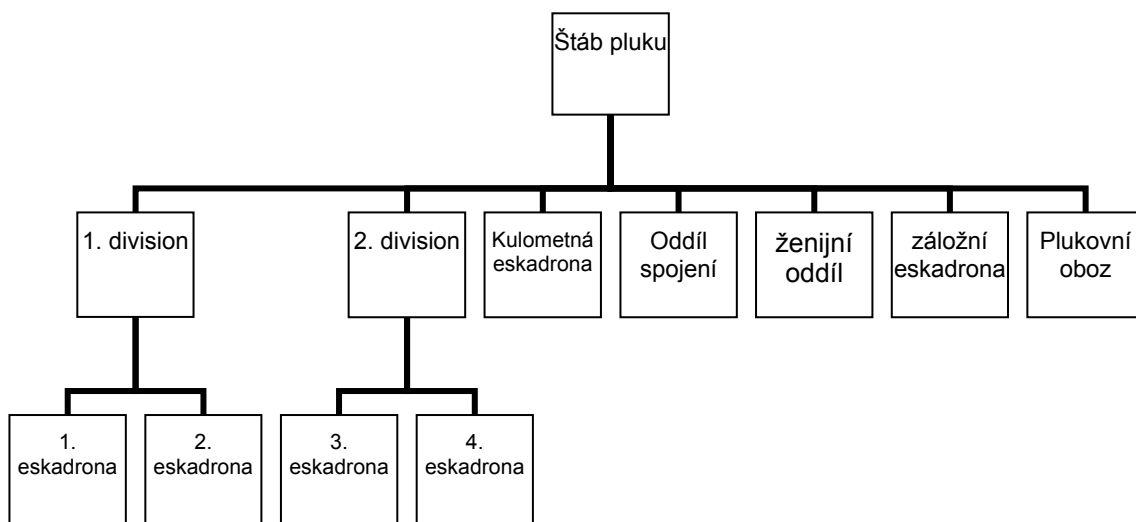 Štáb pluku
1. division
2. division
Kulometná
eskadrona
Oddíl
spojení
ženijní
oddíl
záložní
eskadrona
Plukovní
oboz
1.
eskadrona
2.
eskadrona
3.
eskadrona
4.
eskadrona